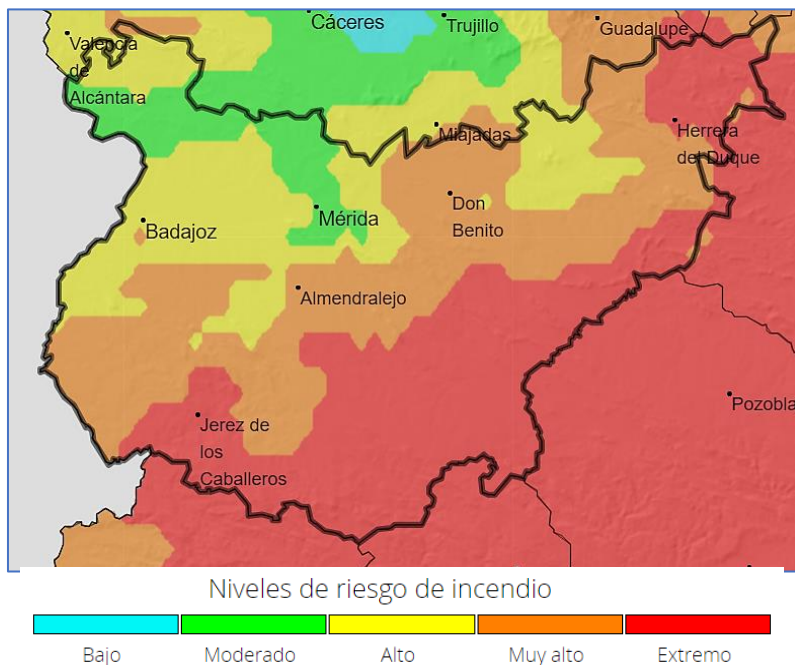 Cáceres
Trujillo
Guadalupe
Valencia
de
Alcántara
Miajadas
Herrera
del Duque
Don
Benito
Mérida
Badajoz
Almendralejo
Pozobla
Jerez de
los
Caballeros
Niveles de riesgo de incendio
Bajo Moderado Alto Muy alto Extremo